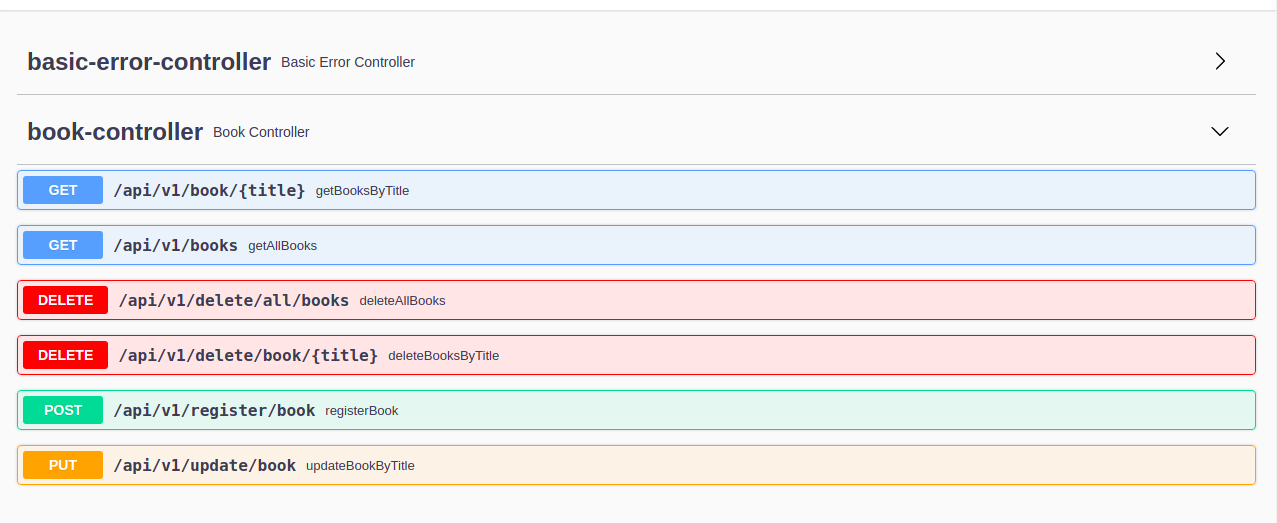 basic-error-controller Basic Error Controller
book-controller Book Controller
GET /api/v1/book/{title} getBooksByTitle
GET /api/v1/books getAllBooks
DELETE /api/v1/delete/all/books deleteAllBooks
DELETE /api/v1/delete/book/{title} deleteBooksByTitle
POST /api/v1/register/book registerBook
PUT /api/v1/update/book updateBookByTitle